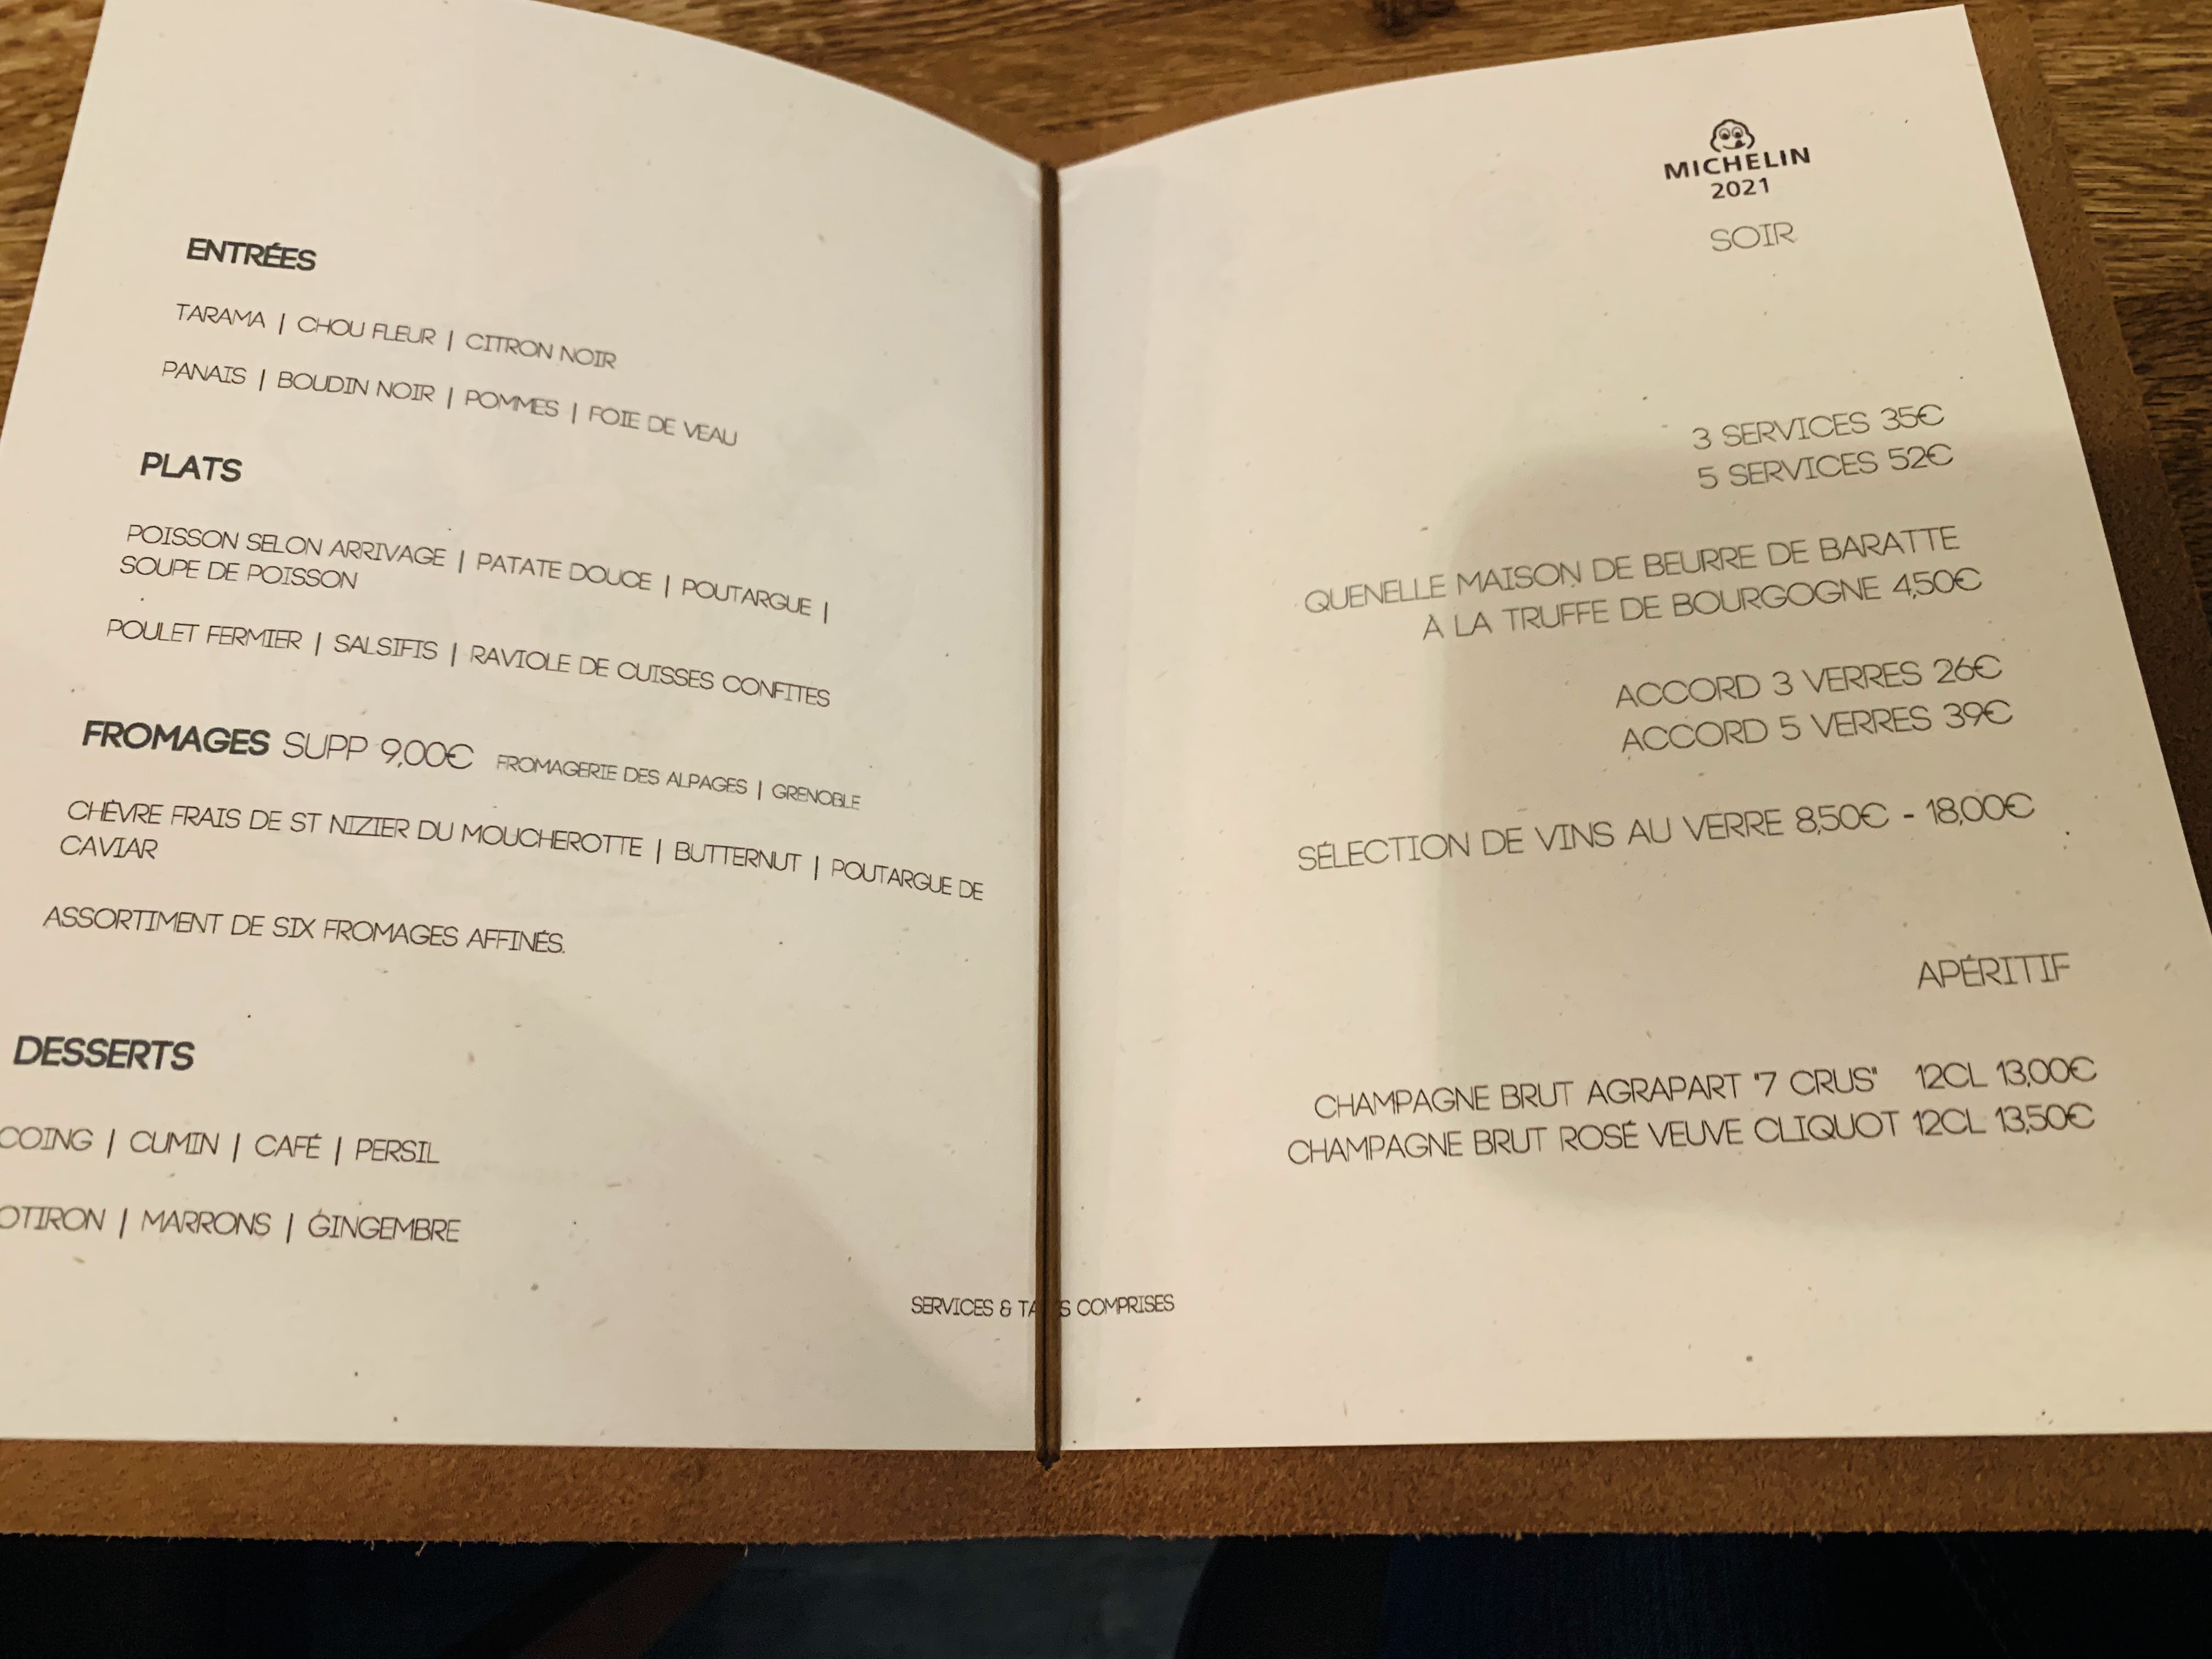 ENTRÉES
TARAMA | CHOU FLEUR | CITRON NOIR
PANAIS | BOUDIN NOIR | POMMES | FOIE DE VEAU
PLATS
POISSON SELON ARRIVAGE | PATATE DOUCE | POUTARGUE |
SOUPE DE POISSON
POULET FERMIER | SALSIFIS | RAVIOLE DE CUISSES CONFITES
FROMAGES SUPP 9,00€ FROMAGERIE DES ALPAGES | GRENOBLE
CHÈVRE FRAIS DE ST NIZIER DU MOUCHEROTTE | BUTTERNUT | POUTARGUE DE
CAVIAR
ASSORTIMENT DE SIX FROMAGES AFFINÉS.
DESSERTS
COING | CUMIN | CAFÉ | PERSIL
OTIRON | MARRONS | GINGEMBRE
MICHELIN
2021
SOIR
3 SERVICES 35€
5 SERVICES 52€
QUENELLE MAISON DE BEURRE DE BARATTE
À LA TRUFFE DE BOURGOGNE 4,50€
ACCORD 3 VERRES 26€
ACCORD 5 VERRES 39€
SÉLECTION DE VINS AU VERRE 8,50€ - 18,00€
APÉRITIF
CHAMPAGNE BRUT AGRAPART "7 CRUS" 12CL 13,00€
CHAMPAGNE BRUT ROSÉ VEUVE CLIQUOT 12CL 13,50€
SERVICES & COMPRISES